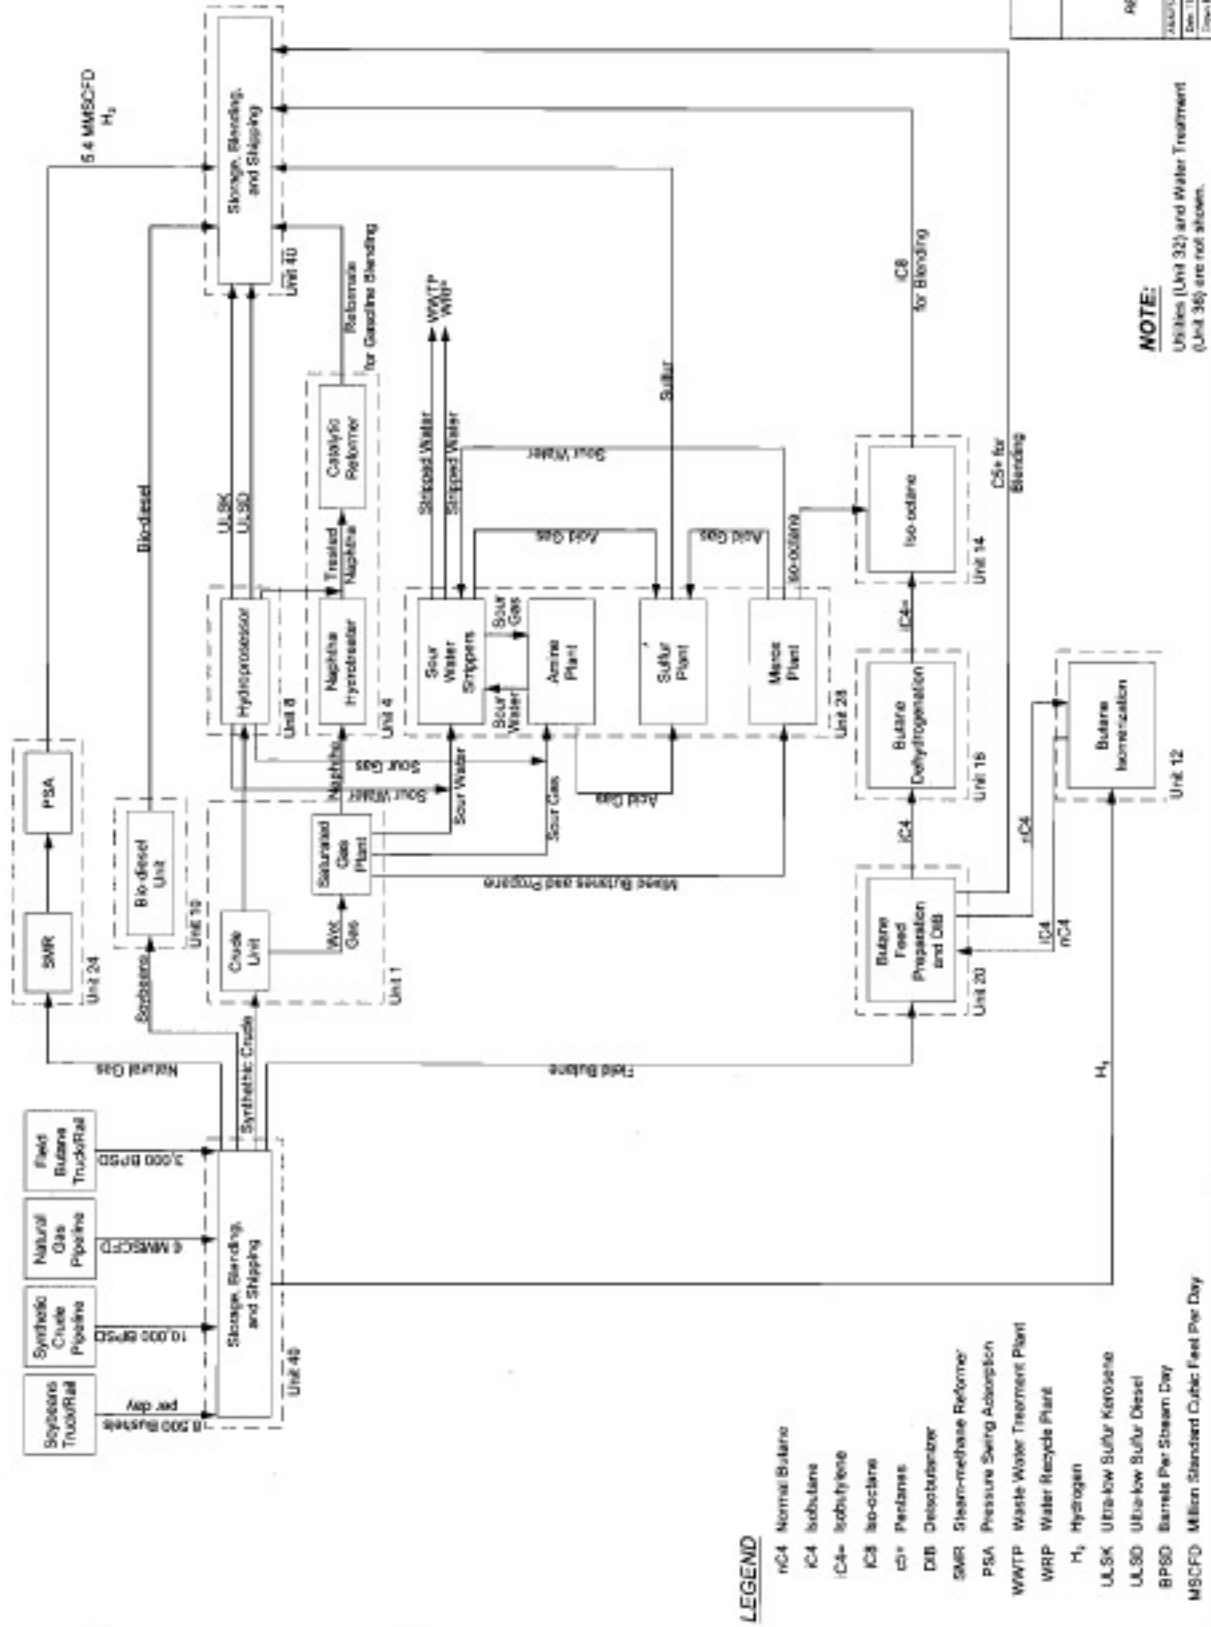 Soybeans
Truck/Rail
Synthetic
Crude
Pipeline
Natural
Gas
Pipeline
Field
Butane
Truck/Rail
8,500 Bushels
per day
10,000 BPSD
6 MMSCFD
3,000 BPSD
Storage, Blending,
and Shipping
Unit 40
Natural Gas
Soybeans
Synthethic Crude
Field Butane
H₂
SMR
PSA
Unit 24
5.4 MMSCFD
H₂
Bio-diesel
Unit
Unit 10
Bio-diesel
Crude
Unit
Wet
Gas
Saturated
Gas
Plant
Unit 1
Naphtha
Sour Water
Sour Gas
Sour Water
Sour Gas
Mixed Butanes and Propane
Hydroprosessor
Unit 8
ULSK
ULSD
Naphtha
Hydrotreater
Unit 4
Treated
Naphtha
Catalytic
Reformer
Reformate
for Gasoline Blending
Storage, Blending,
and Shipping
Unit 40
Sour
Water
Strippers
Sour
Water
Sour
Gas
Amine
Plant
Sulfur
Plant
Merox
Plant
Unit 28
Acid Gas
Acid Gas
Acid Gas
Stripped Water
Stripped Water
WWTP
WRP
Sour Water
Sulfur
Iso-octane
Butane
Feed
Preparation
and DIB
Unit 20
iC4
Butane
Dehydrogenation
Unit 16
iC4=
Iso-octane
Unit 14
iC8
for Blending
C5+ for
Blending
nC4
iC4
nC4
Butane
Isomerization
Unit 12
LEGEND
nC4 Normal Butane
iC4 Isobutane
iC4= Isobutylene
iC8 Iso-octane
c5+ Pentanes
DIB Deisobutanizer
SMR Steam-methane Reformer
PSA Pressure Swing Adsorption
WWTP Waste Water Treatment Plant
WRP Water Recycle Plant
H₂ Hydrogen
ULSK Ultra-low Sulfur Kerosene
ULSD Ultra-low Sulfur Diesel
BPSD Barrels Per Stream Day
MSCFD Million Standard Cubic Feet Per Day
NOTE:
Utilities (Unit 32) and Water Treatment
(Unit 36) are not shown.